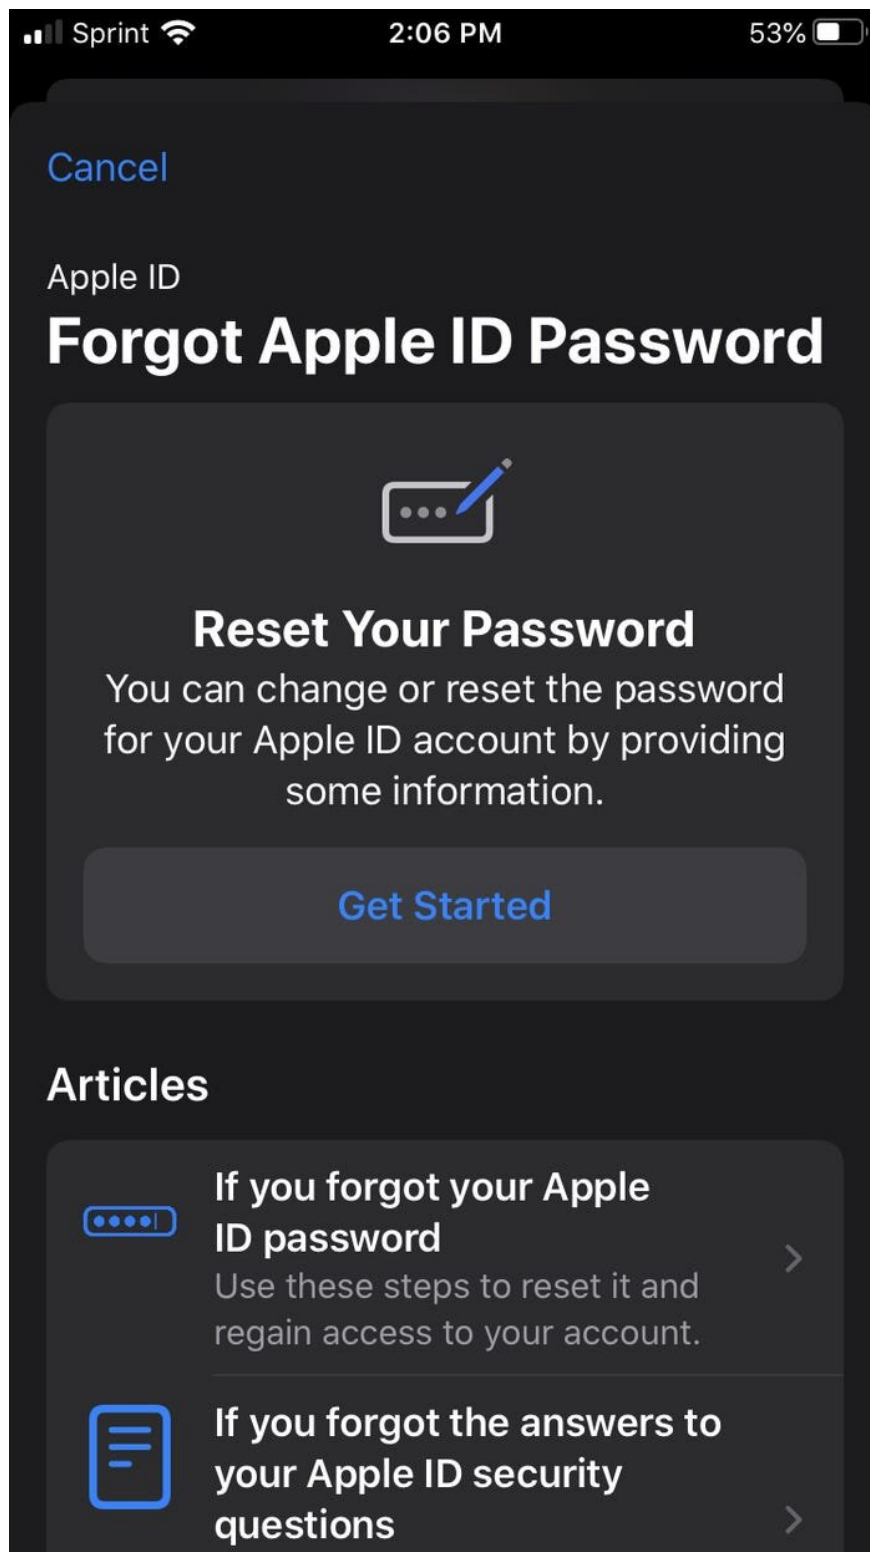 Sprint 2:06 PM 53%
Cancel
Apple ID
Forgot Apple ID Password
Reset Your Password
You can change or reset the password
for your Apple ID account by providing
some information.
Get Started
Articles
If you forgot your Apple
ID password
Use these steps to reset it and
regain access to your account.
If you forgot the answers to
your Apple ID security
questions